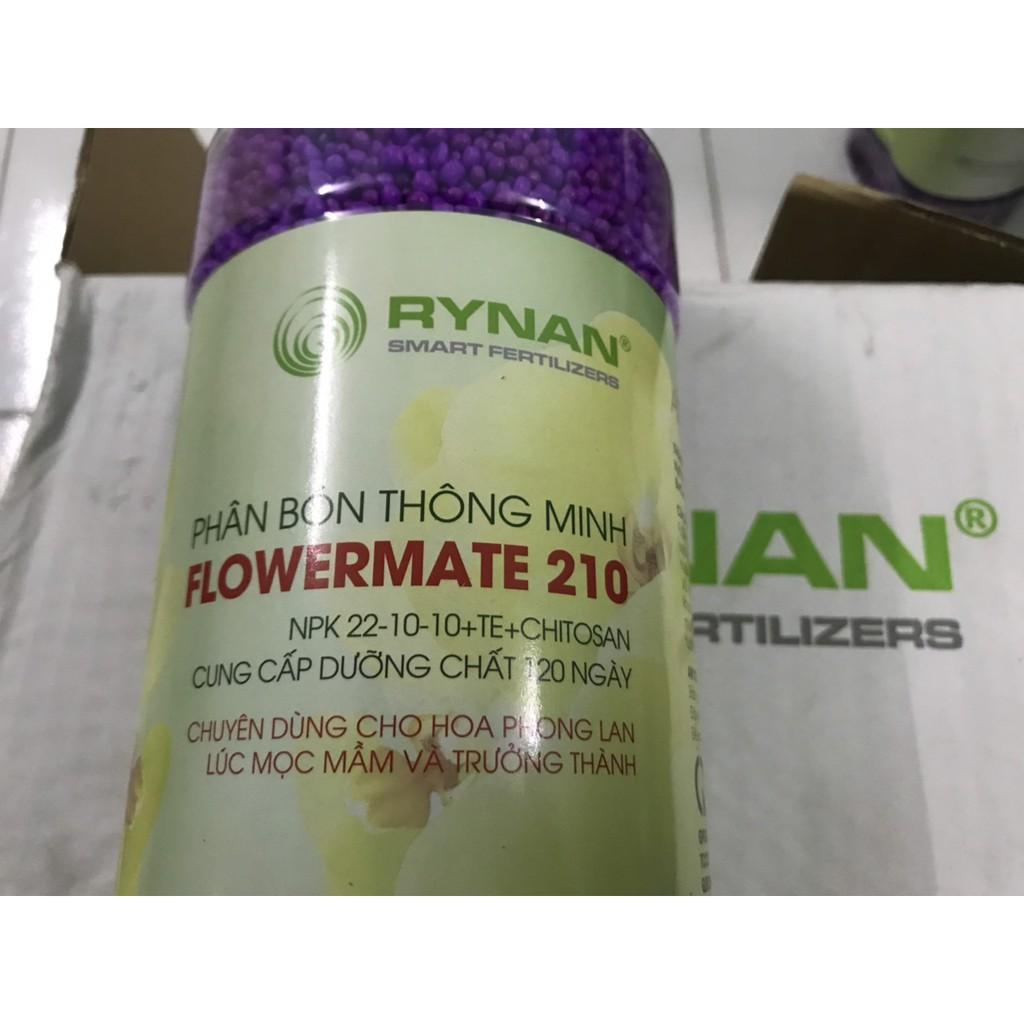 RYNAN®
SMART FERTILIZERS
PHÂN BÓN THÔNG MINH
FLOWERMATE 210
NPK 22-10-10+TE+CHITOSAN
CUNG CẤP DƯỠNG CHẤT 120 NGÀY
CHUYÊN DÙNG CHO HOA PHONG LAN
LÚC MỌC MẦM VÀ TRƯỞNG THÀNH
NAN®
RTILIZERS